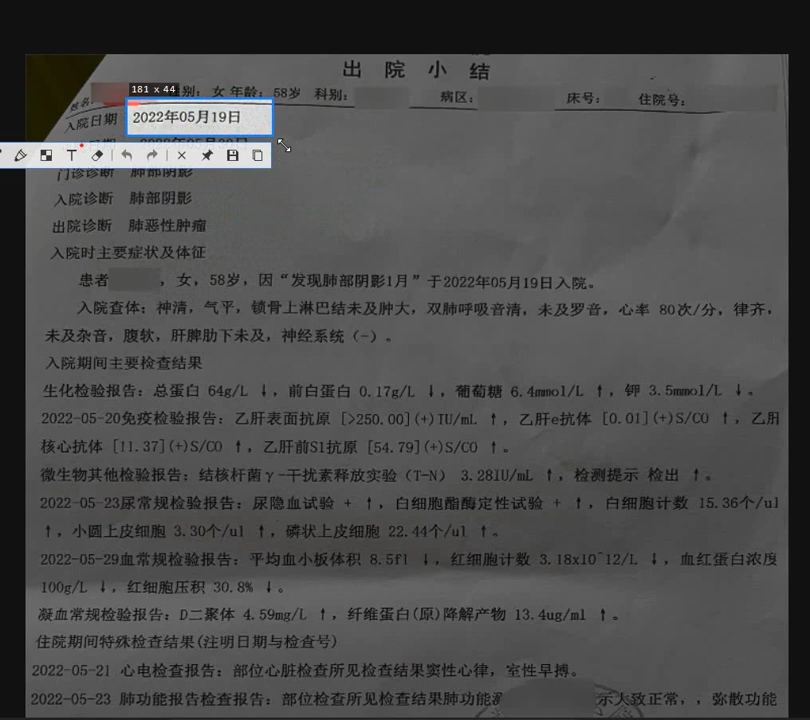 出院小结
181 x 44
姓名: 性别: 女 年龄: 58岁 科别: 病区: 床号: 住院号:
入院日期 2022年05月19日
门诊诊断 肺部阴影
入院诊断 肺部阴影
出院诊断 肺恶性肿瘤
入院时主要症状及体征
患者 ，女，58岁，因“发现肺部阴影1月”于2022年05月19日入院。
入院查体：神清，气平，锁骨上淋巴结未及肿大，双肺呼吸音清，未及罗音，心率 80次/分，律齐，
未及杂音，腹软，肝脾肋下未及，神经系统（-）。
入院期间主要检查结果
生化检验报告：总蛋白 64g/L ↓，前白蛋白 0.17g/L ↓，葡萄糖 6.4mmol/L ↑，钾 3.5mmol/L ↓。
2022-05-20免疫检验报告：乙肝表面抗原 [>250.00](+)IU/mL ↑，乙肝e抗体 [0.01](+)S/CO ↑，乙肝
核心抗体 [11.37](+)S/CO ↑，乙肝前S1抗原 [54.79](+)S/CO ↑。
微生物其他检验报告：结核杆菌γ-干扰素释放实验（T-N) 3.28IU/mL ↑，检测提示 检出 ↑。
2022-05-23尿常规检验报告：尿隐血试验 + ↑，白细胞酯酶定性试验 + ↑，白细胞计数 15.36个/ul
↑，小圆上皮细胞 3.30个/ul ↑，磷状上皮细胞 22.44个/ul ↑。
2022-05-29血常规检验报告：平均血小板体积 8.5fl ↓，红细胞计数 3.18x10^12/L ↓，血红蛋白浓度
100g/L ↓，红细胞压积 30.8% ↓。
凝血常规检验报告：D二聚体 4.59mg/L ↑，纤维蛋白(原)降解产物 13.4ug/ml ↑。
住院期间特殊检查结果(注明日期与检查号)
2022-05-21 心电检查报告：部位心脏检查所见检查结果窦性心律，室性早搏。
2022-05-23 肺功能报告检查报告：部位检查所见检查结果肺功能 示大致正常，，弥散功能